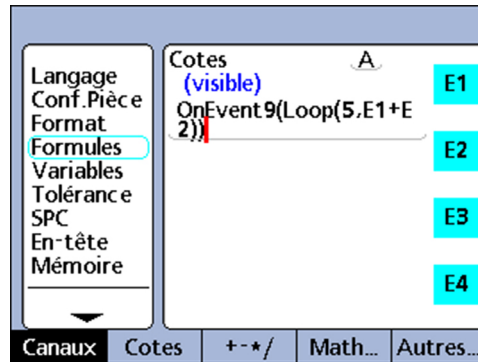 Langage
Conf.Pièce
Format
Formules
Variables
Tolérance
SPC
En-tête
Mémoire
Cotes A
(visible)
OnEvent9(Loop(5,E1+E
2))
E1
E2
E3
E4
Canaux Cotes +-*/ Math... Autres...